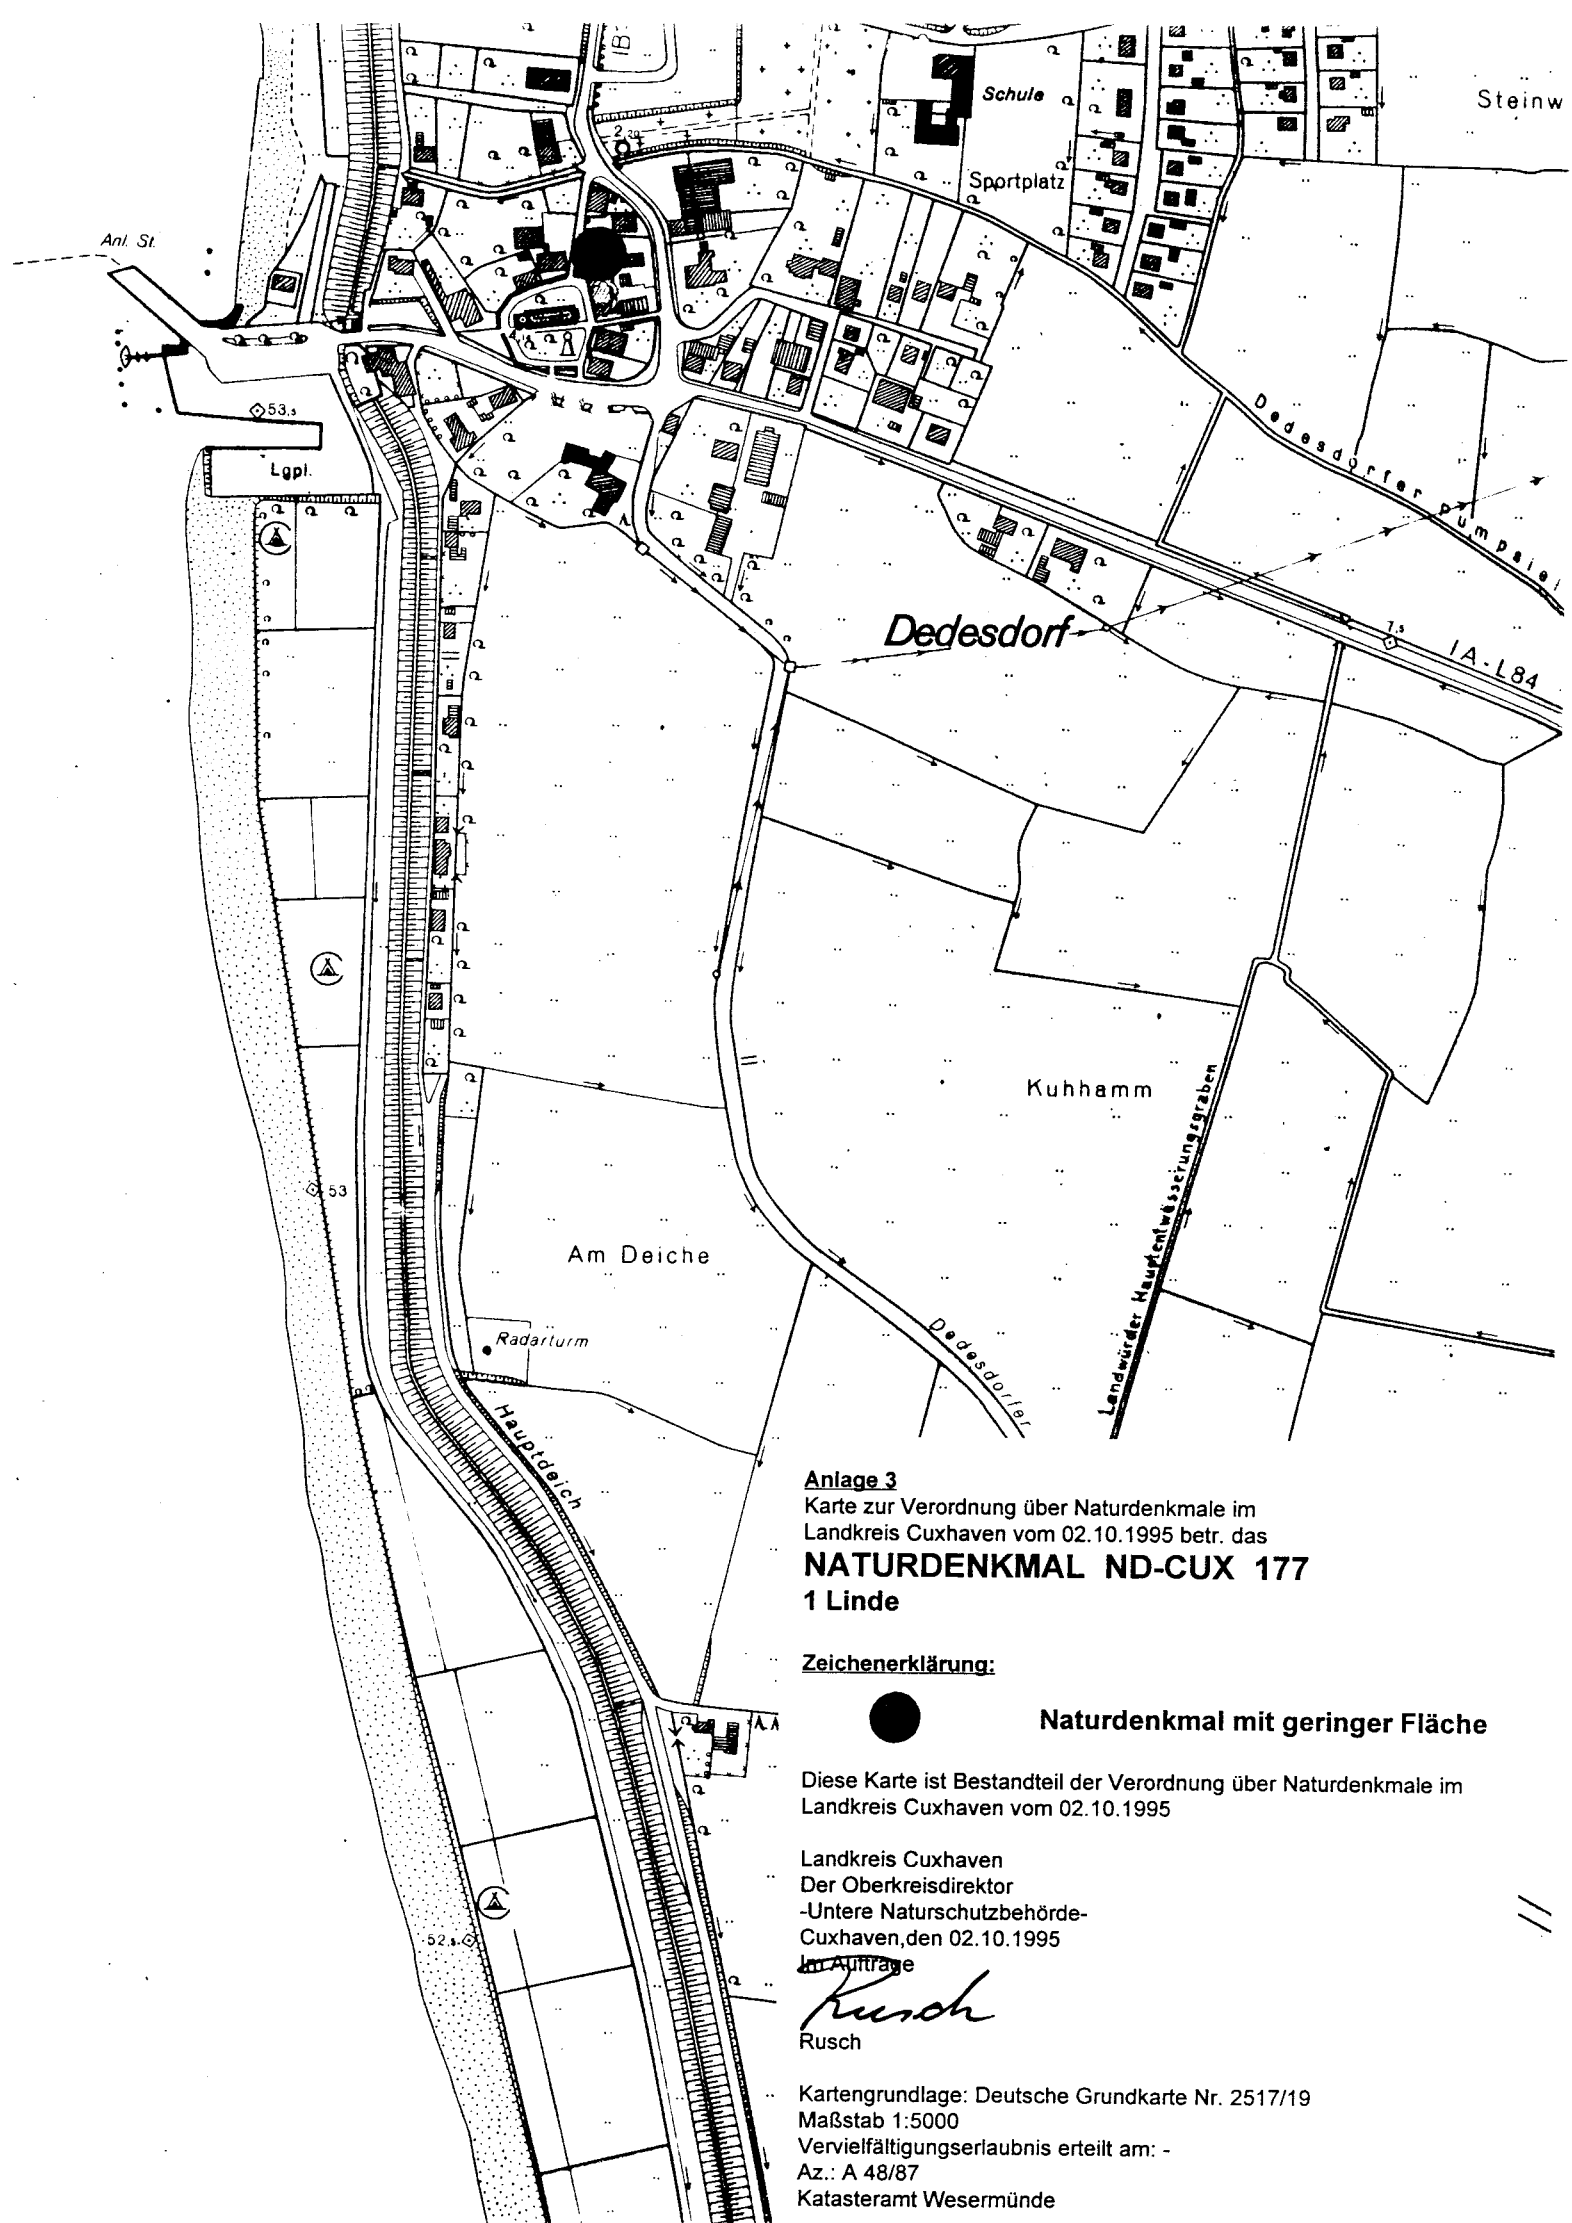 Schule
Steinw
Sportplatz
Anl. St.
53,5
Lgpl.
Dedesdorfer Pumpsiel
Dedesdorf
7,5
IA-L84
Kuhhamm
Landwürder Hauptentwässerungsgraben
53
Am Deiche
Radarturm
Dedesdorfer
Hauptdeich
Anlage 3
Karte zur Verordnung über Naturdenkmale im
Landkreis Cuxhaven vom 02.10.1995 betr. das
NATURDENKMAL ND-CUX 177
1 Linde
Zeichenerklärung:
Naturdenkmal mit geringer Fläche
Diese Karte ist Bestandteil der Verordnung über Naturdenkmale im
Landkreis Cuxhaven vom 02.10.1995
Landkreis Cuxhaven
Der Oberkreisdirektor
-Untere Naturschutzbehörde-
Cuxhaven,den 02.10.1995
Im Auftrage
Rusch
Rusch
52,5
Kartengrundlage: Deutsche Grundkarte Nr. 2517/19
Maßstab 1:5000
Vervielfältigungserlaubnis erteilt am: -
Az.: A 48/87
Katasteramt Wesermünde